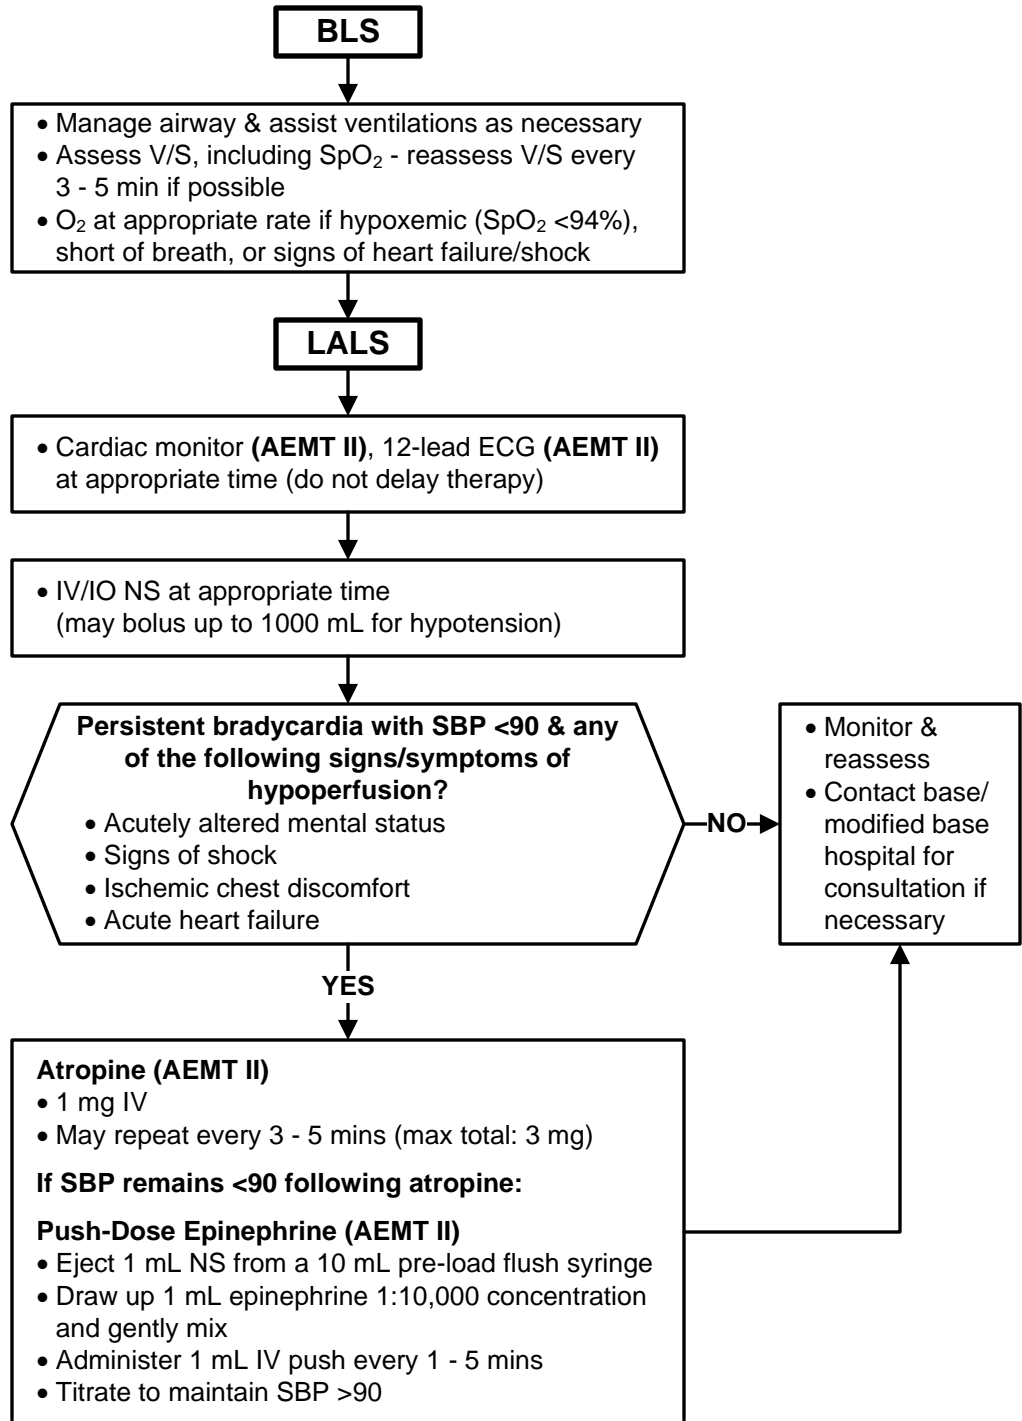 BLS
• Manage airway & assist ventilations as necessary
• Assess V/S, including SpO₂ - reassess V/S every
3 - 5 min if possible
• O₂ at appropriate rate if hypoxemic (SpO₂ <94%),
short of breath, or signs of heart failure/shock
LALS
• Cardiac monitor (AEMT II), 12-lead ECG (AEMT II)
at appropriate time (do not delay therapy)
• IV/IO NS at appropriate time
(may bolus up to 1000 mL for hypotension)
Persistent bradycardia with SBP <90 & any
of the following signs/symptoms of
hypoperfusion?
• Acutely altered mental status
• Signs of shock
• Ischemic chest discomfort
• Acute heart failure
NO
• Monitor &
reassess
• Contact base/
modified base
hospital for
consultation if
necessary
YES
Atropine (AEMT II)
• 1 mg IV
• May repeat every 3 - 5 mins (max total: 3 mg)
If SBP remains <90 following atropine:
Push-Dose Epinephrine (AEMT II)
• Eject 1 mL NS from a 10 mL pre-load flush syringe
• Draw up 1 mL epinephrine 1:10,000 concentration
and gently mix
• Administer 1 mL IV push every 1 - 5 mins
• Titrate to maintain SBP >90